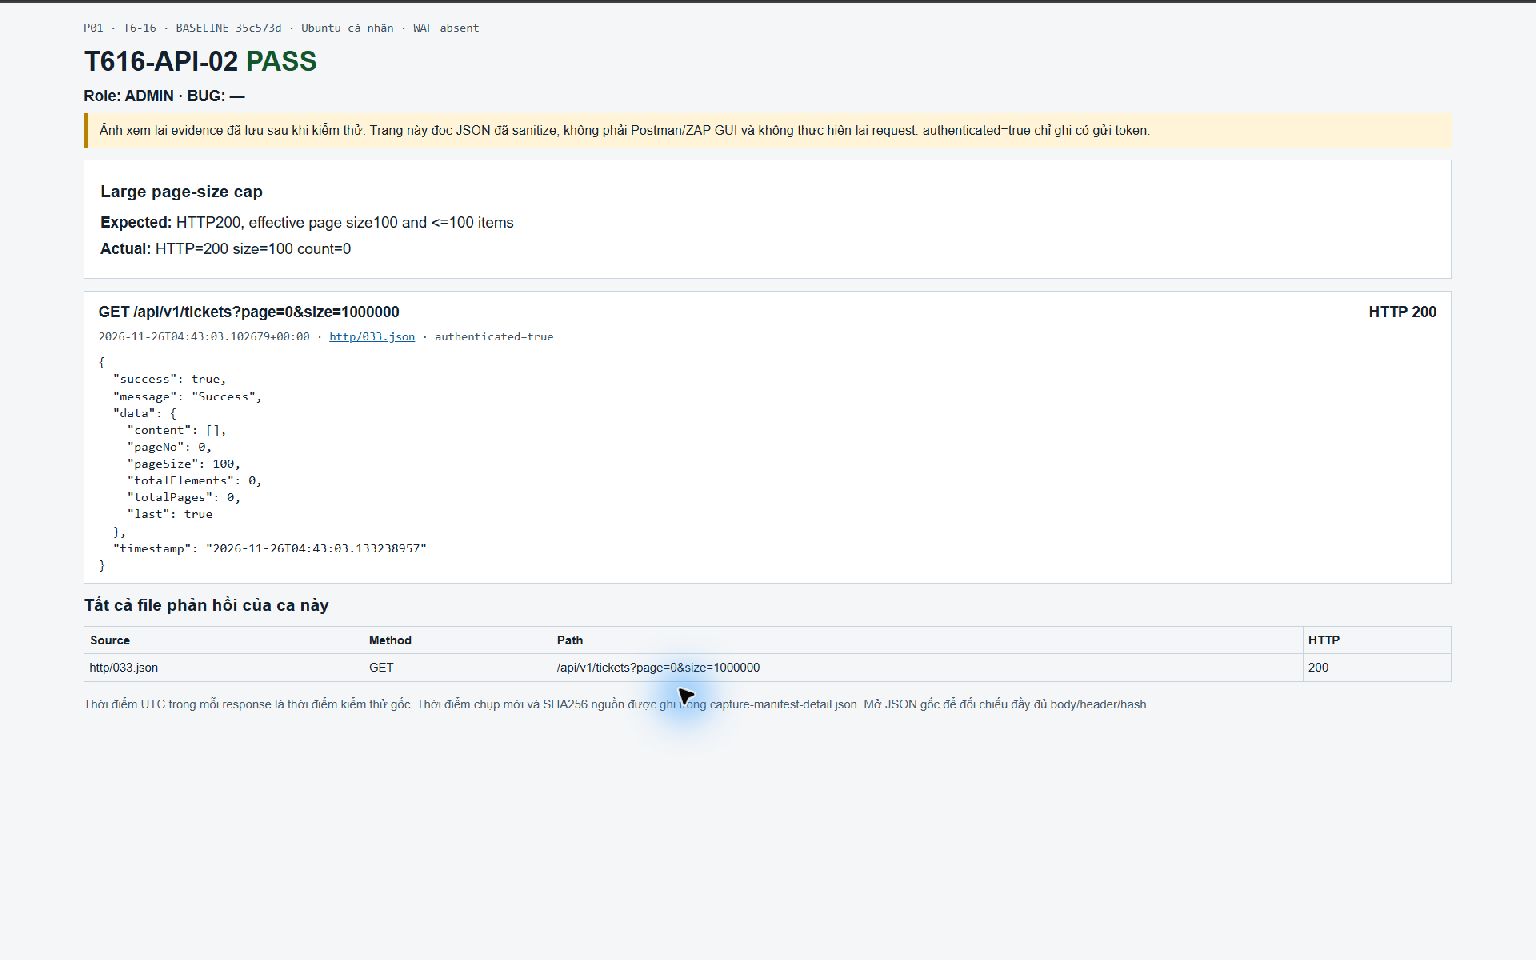 P01 · T6-16 · BASELINE 35c573d · Ubuntu cá nhân · WAF absent
T616-API-02 PASS
Role: ADMIN · BUG: —
Ảnh xem lại evidence đã lưu sau khi kiểm thử. Trang này đọc JSON đã sanitize, không phải Postman/ZAP GUI và không thực hiện lại request. authenticated=true chỉ ghi có gửi token.
Large page-size cap
Expected: HTTP200, effective page size100 and <=100 items
Actual: HTTP=200 size=100 count=0
GET /api/v1/tickets?page=0&size=1000000 HTTP 200
2026-11-26T04:43:03.102679+00:00 · http/033.json · authenticated=true
{
"success": true,
"message": "Success",
"data": {
"content": [],
"pageNo": 0,
"pageSize": 100,
"totalElements": 0,
"totalPages": 0,
"last": true
},
"timestamp": "2026-11-26T04:43:03.133238957"
}
Tất cả file phản hồi của ca này
Source Method Path HTTP
http/033.json GET /api/v1/tickets?page=0&size=1000000 200
Thời điểm UTC trong mỗi response là thời điểm kiểm thử gốc. Thời điểm chụp mới và SHA256 nguồn được ghi trong capture-manifest-detail.json. Mở JSON gốc để đối chiếu đầy đủ body/header/hash.